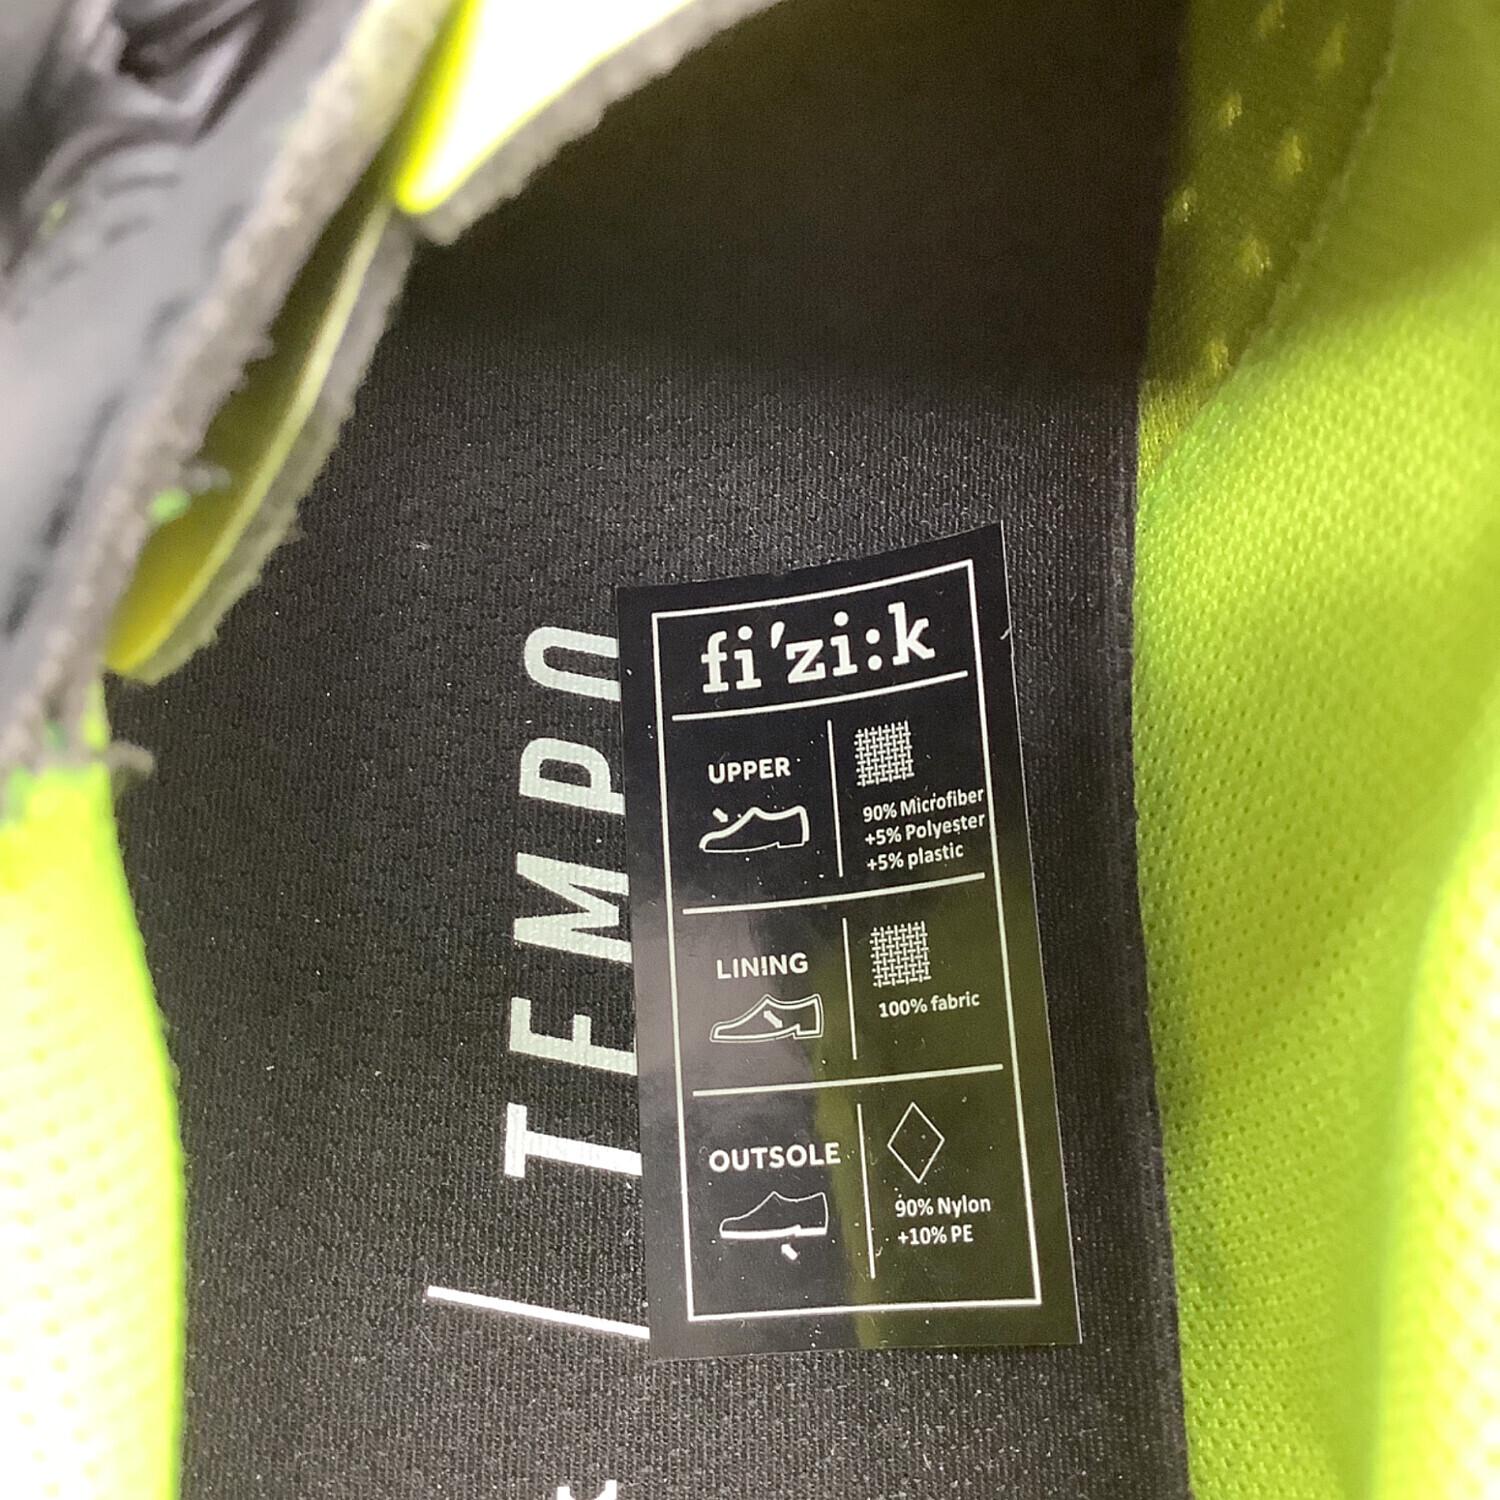 TEMPO
fi'zi:k
UPPER
90% Microfiber
+5% Polyester
+5% plastic
LINING
100% fabric
OUTSOLE
90% Nylon
+10% PE